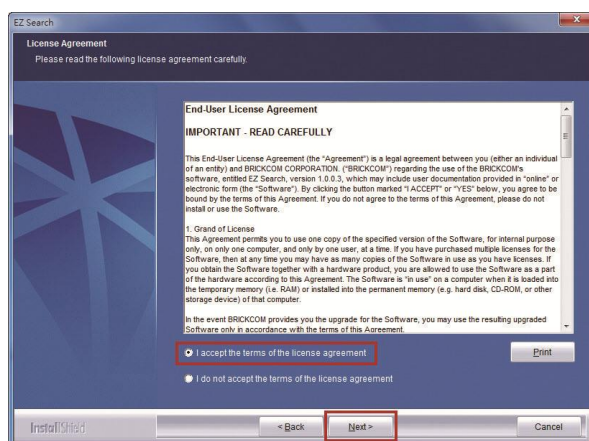 EZ Search
License Agreement
Please read the following license agreement carefully.
End-User License Agreement
IMPORTANT - READ CAREFULLY
This End-User License Agreement (the "Agreement") is a legal agreement between you (either an individual
of an entity) and BRICKCOM CORPORATION. ("BRICKCOM") regarding the use of the BRICKCOM's
software, entitled EZ Search, version 1.0.0.3, which may include user documentation provided in "online" or
electronic form (the "Software"). By clicking the button marked "I ACCEPT" or "YES" below, you agree to be
bound by the terms of this Agreement. If you do not agree to the terms of this Agreement, please do not
install or use the Software.
1. Grand of License
This Agreement permits you to use one copy of the specified version of the Software, for internal purpose
only, on only one computer, and only by one user, at a time. If you have purchased multiple licenses for the
Software, then at any time you may have as many copies of the Software in use as you have licenses. If
you obtain the Software together with a hardware product, you are allowed to use the Software as a part
of the hardware according to this Agreement. The Software is "in use" on a computer when it is loaded into
the temporary memory (i.e. RAM) or installed into the permanent memory (e.g. hard disk, CD-ROM, or other
storage device) of that computer.
In the event BRICKCOM provides you the upgrade for the Software, you may use the resulting upgraded
Software only in accordance with the terms of this Agreement.
I accept the terms of the license agreement
Print
I do not accept the terms of the license agreement
InstallShield
< Back
Next >
Cancel